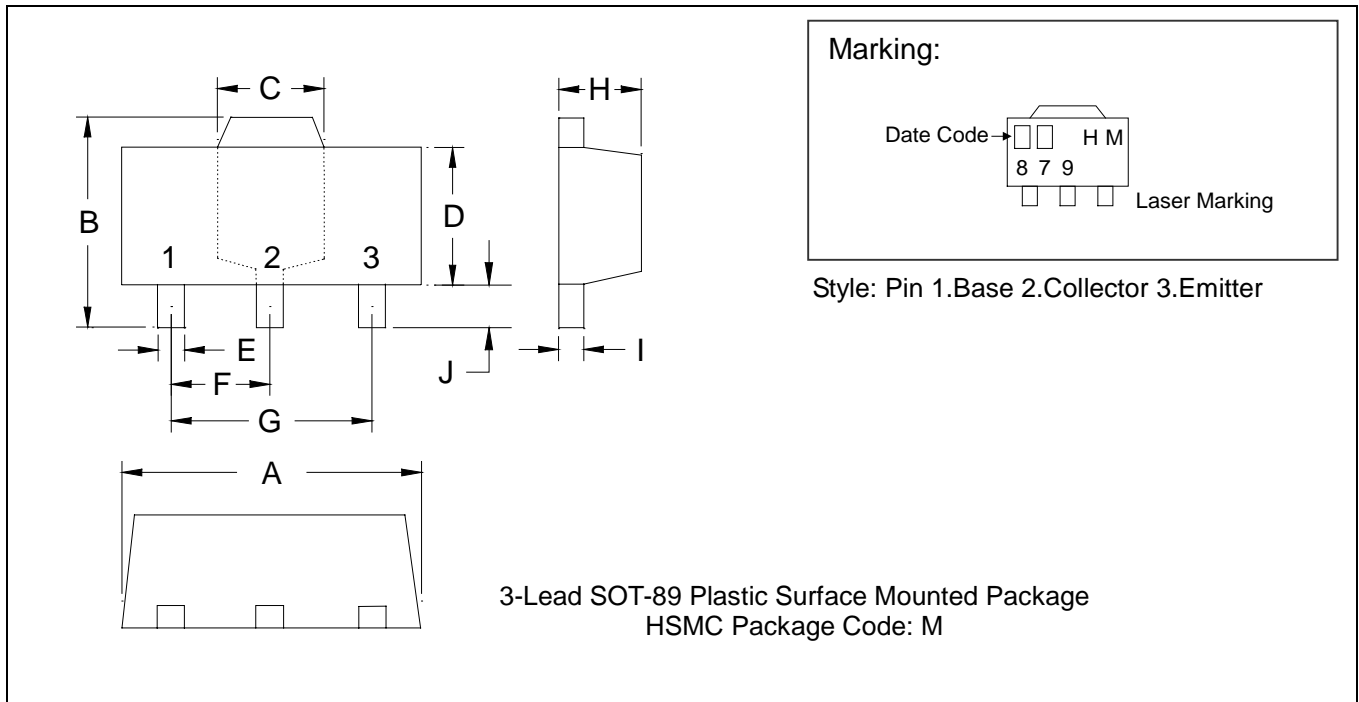 C
H
B
D
1
2
3
E
F
G
J
I
A
Marking:
Date Code
H M
8 7 9
Laser Marking
Style: Pin 1.Base 2.Collector 3.Emitter
3-Lead SOT-89 Plastic Surface Mounted Package
HSMC Package Code: M